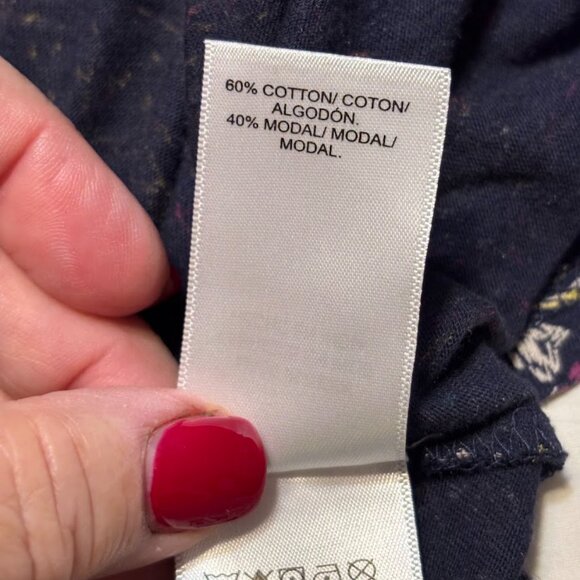 60% COTTON/ COTON/
ALGODÓN.
40% MODAL/ MODAL/
MODAL.